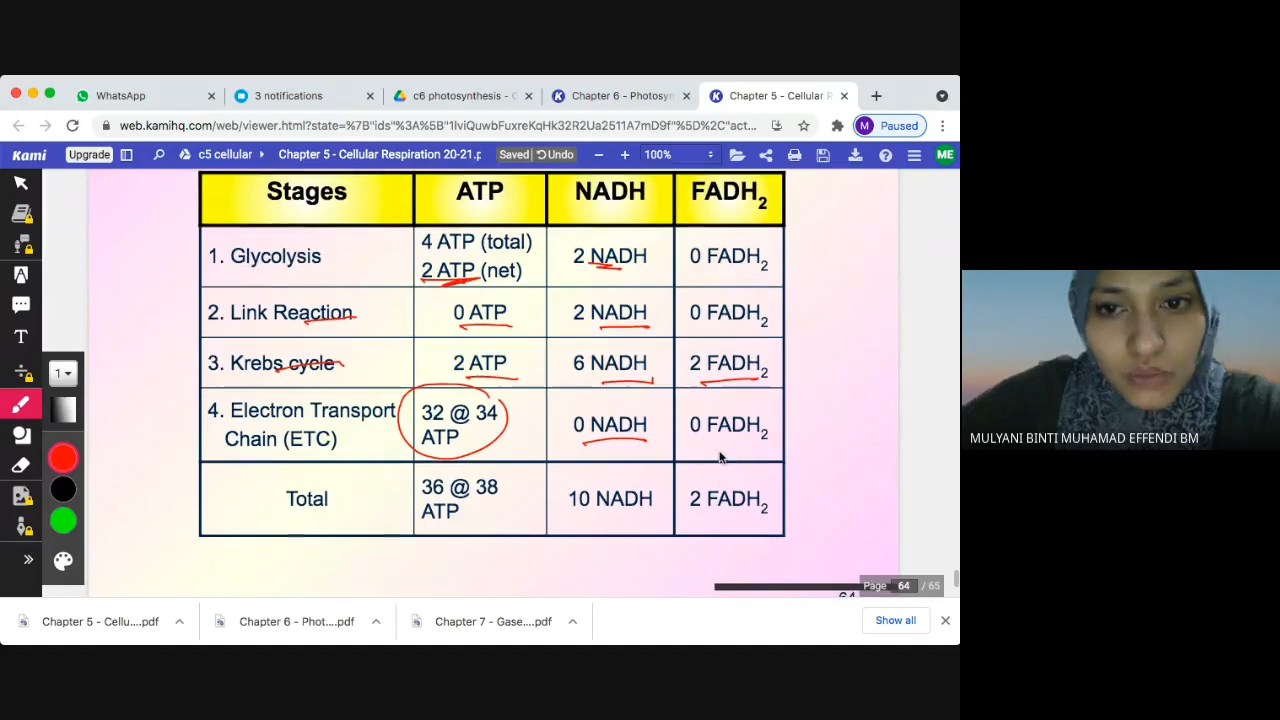 WhatsApp
3 notifications
c6 photosynthesis - G
Chapter 6 - Photosyn
Chapter 5 - Cellular R
web.kamihq.com/web/viewer.html?state=%7B"ids"%3A%5B"1lviQuwbFuxreKqHk32R2Ua2511A7mD9f"%5D%2C"act...
M Paused
Kami
Upgrade
c5 cellular
Chapter 5 - Cellular Respiration 20-21.p
Saved
Undo
100%
ME
Stages ATP NADH FADH2
1. Glycolysis 4 ATP (total) 2 NADH 0 FADH2
2 ATP (net)
2. Link Reaction 0 ATP 2 NADH 0 FADH2
3. Krebs cycle 2 ATP 6 NADH 2 FADH2
4. Electron Transport 32 @ 34 0 NADH 0 FADH2
Chain (ETC) ATP
Total 36 @ 38 10 NADH 2 FADH2
ATP
1
T
Page 64 / 65
Chapter 5 - Cellu....pdf
Chapter 6 - Phot....pdf
Chapter 7 - Gase....pdf
Show all
MULYANI BINTI MUHAMAD EFFENDI BM